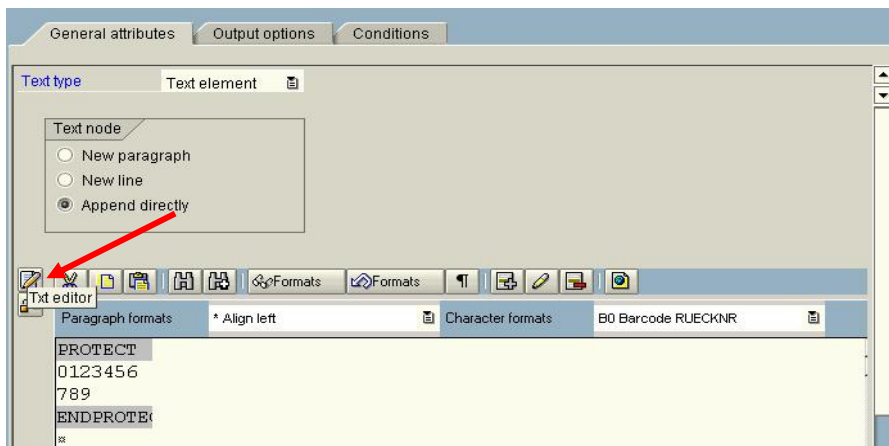 General attributes Output options Conditions
Text type Text element
Text node
New paragraph
New line
Append directly
Formats Formats ¶
Txt editor
Paragraph formats * Align left Character formats B0 Barcode RUECKNR
PROTECT
0123456
789
ENDPROTE
¤